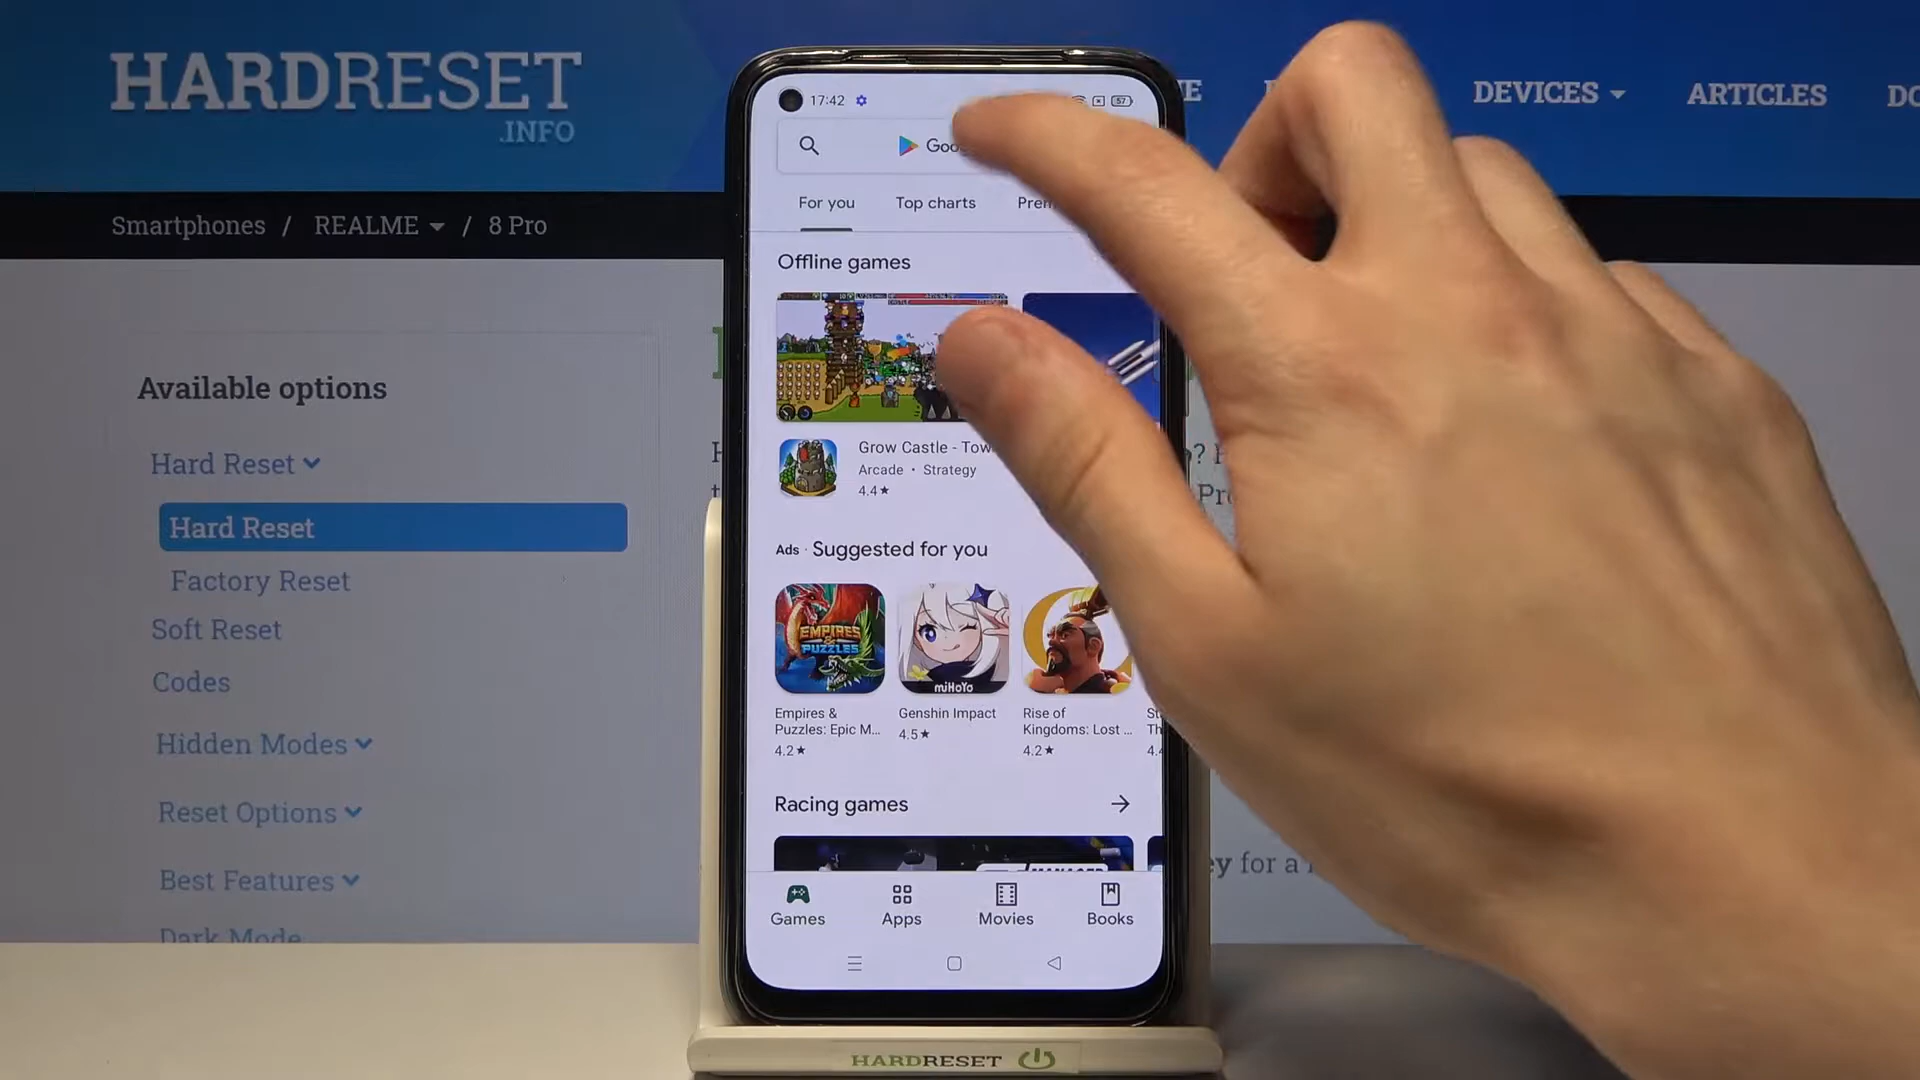 HARDRESET
.INFO
DEVICES
ARTICLES
Smartphones / REALME / 8 Pro
Available options
Hard Reset
Hard Reset
Factory Reset
Soft Reset
Codes
Hidden Modes
Reset Options
Best Features
Dark Mode
17:42
57
For you
Top charts
Offline games
Grow Castle -
Arcade • Strategy
4.4★
Ads · Suggested for you
EMPIRES & PUZZLES
miHoYo
Empires &
Puzzles: Epic M...
4.2★
Genshin Impact
4.5★
Rise of
Kingdoms: Lost ...
4.2★
Racing games
MANAGER
Games
Apps
Movies
Books
for a
HARDRESET